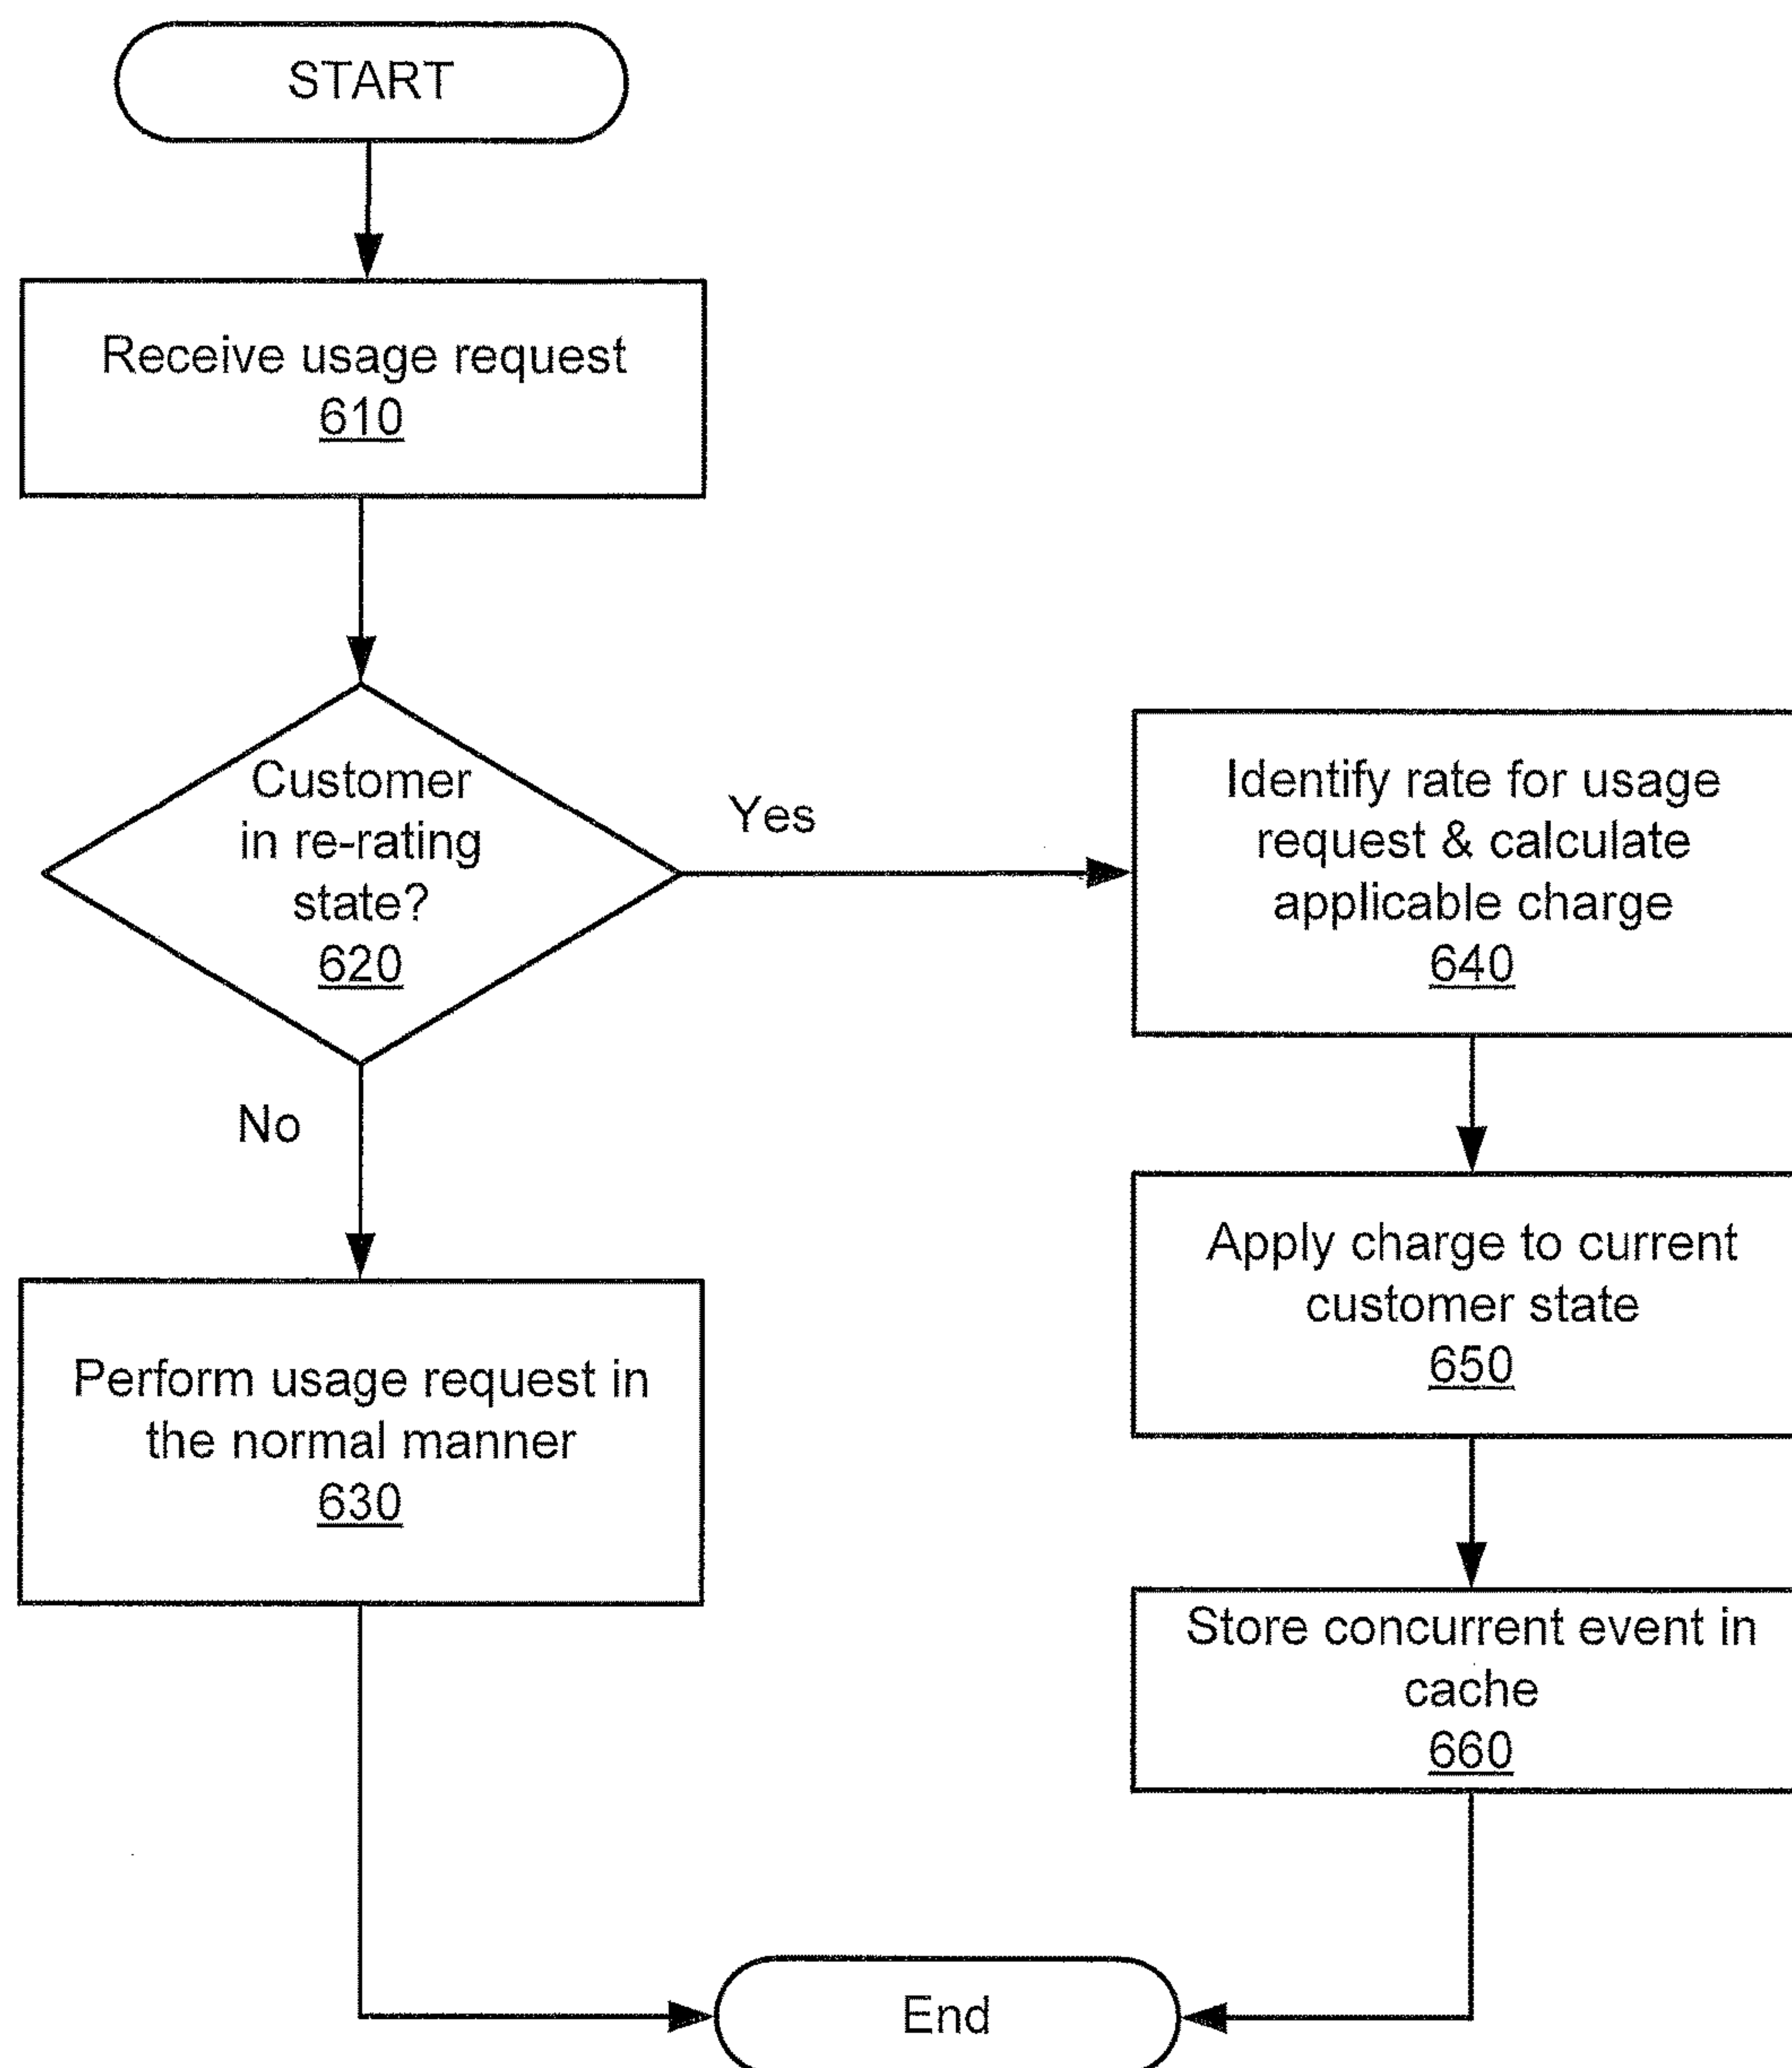 START
Receive usage request
610
Customer
in re-rating
state?
620
Yes
No
Identify rate for usage
request & calculate
applicable charge
640
Apply charge to current
customer state
650
Perform usage request in
the normal manner
630
Store concurrent event in
cache
660
End